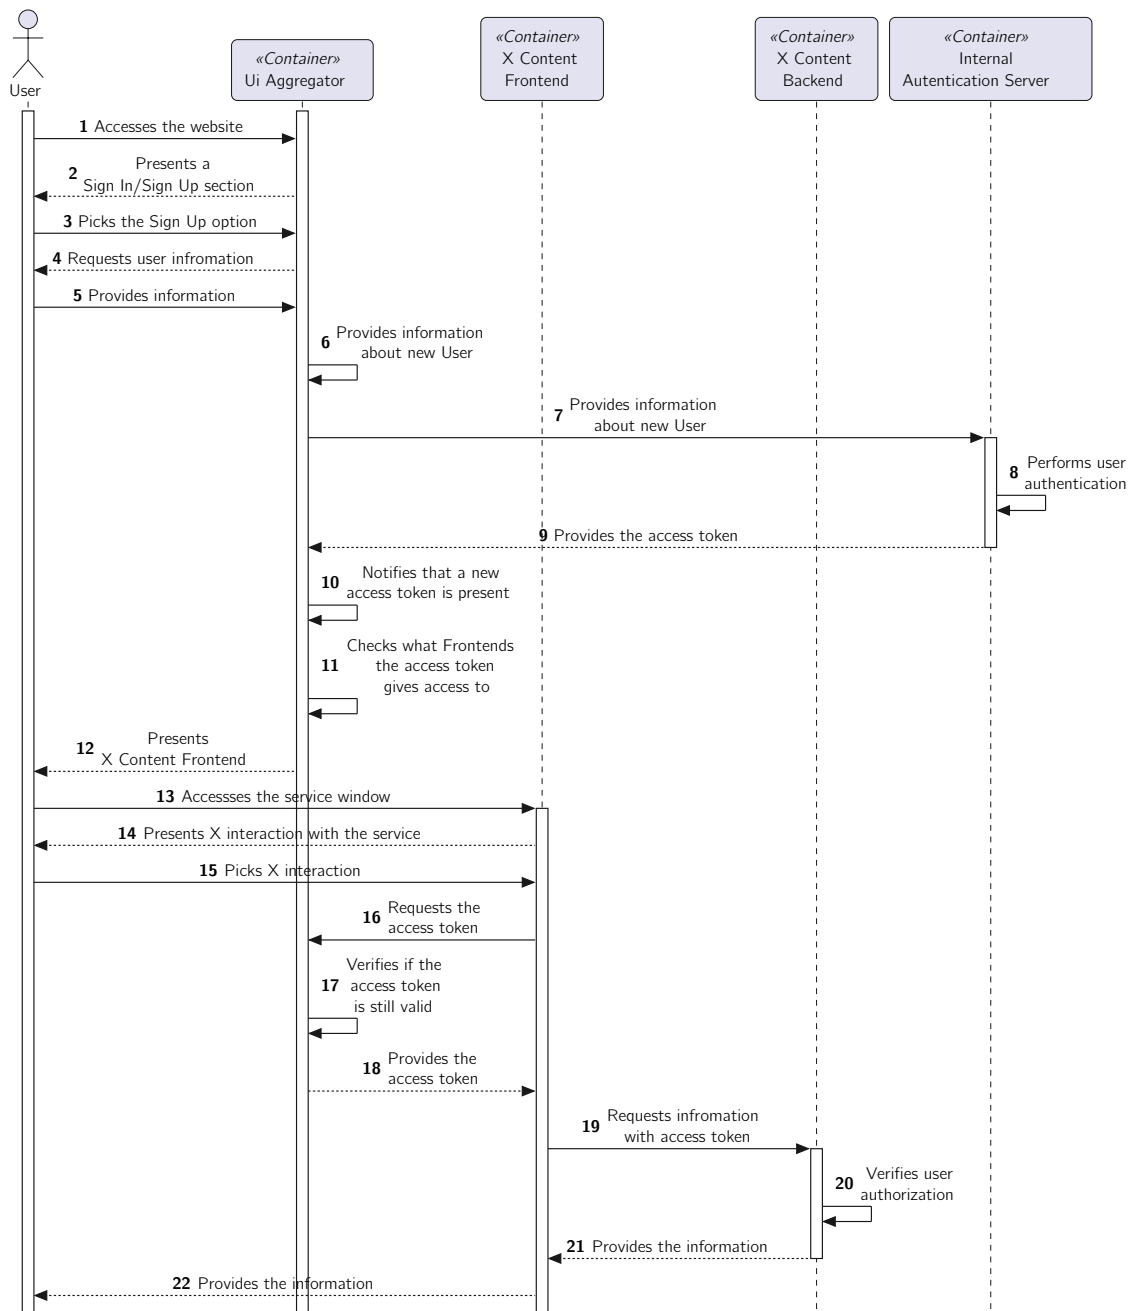 User
«Container»
Ui Aggregator
«Container»
X Content
Frontend
«Container»
X Content
Backend
«Container»
Internal
Autentication Server
1 Accesses the website
2 Presents a
Sign In/Sign Up section
3 Picks the Sign Up option
4 Requests user infromation
5 Provides information
6 Provides information
about new User
7 Provides information
about new User
8 Performs user
authentication
9 Provides the access token
10 Notifies that a new
access token is present
11 Checks what Frontends
the access token
gives access to
12 Presents
X Content Frontend
13 Accessses the service window
14 Presents X interaction with the service
15 Picks X interaction
16 Requests the
access token
17 Verifies if the
access token
is still valid
18 Provides the
access token
19 Requests infromation
with access token
20 Verifies user
authorization
21 Provides the information
22 Provides the information